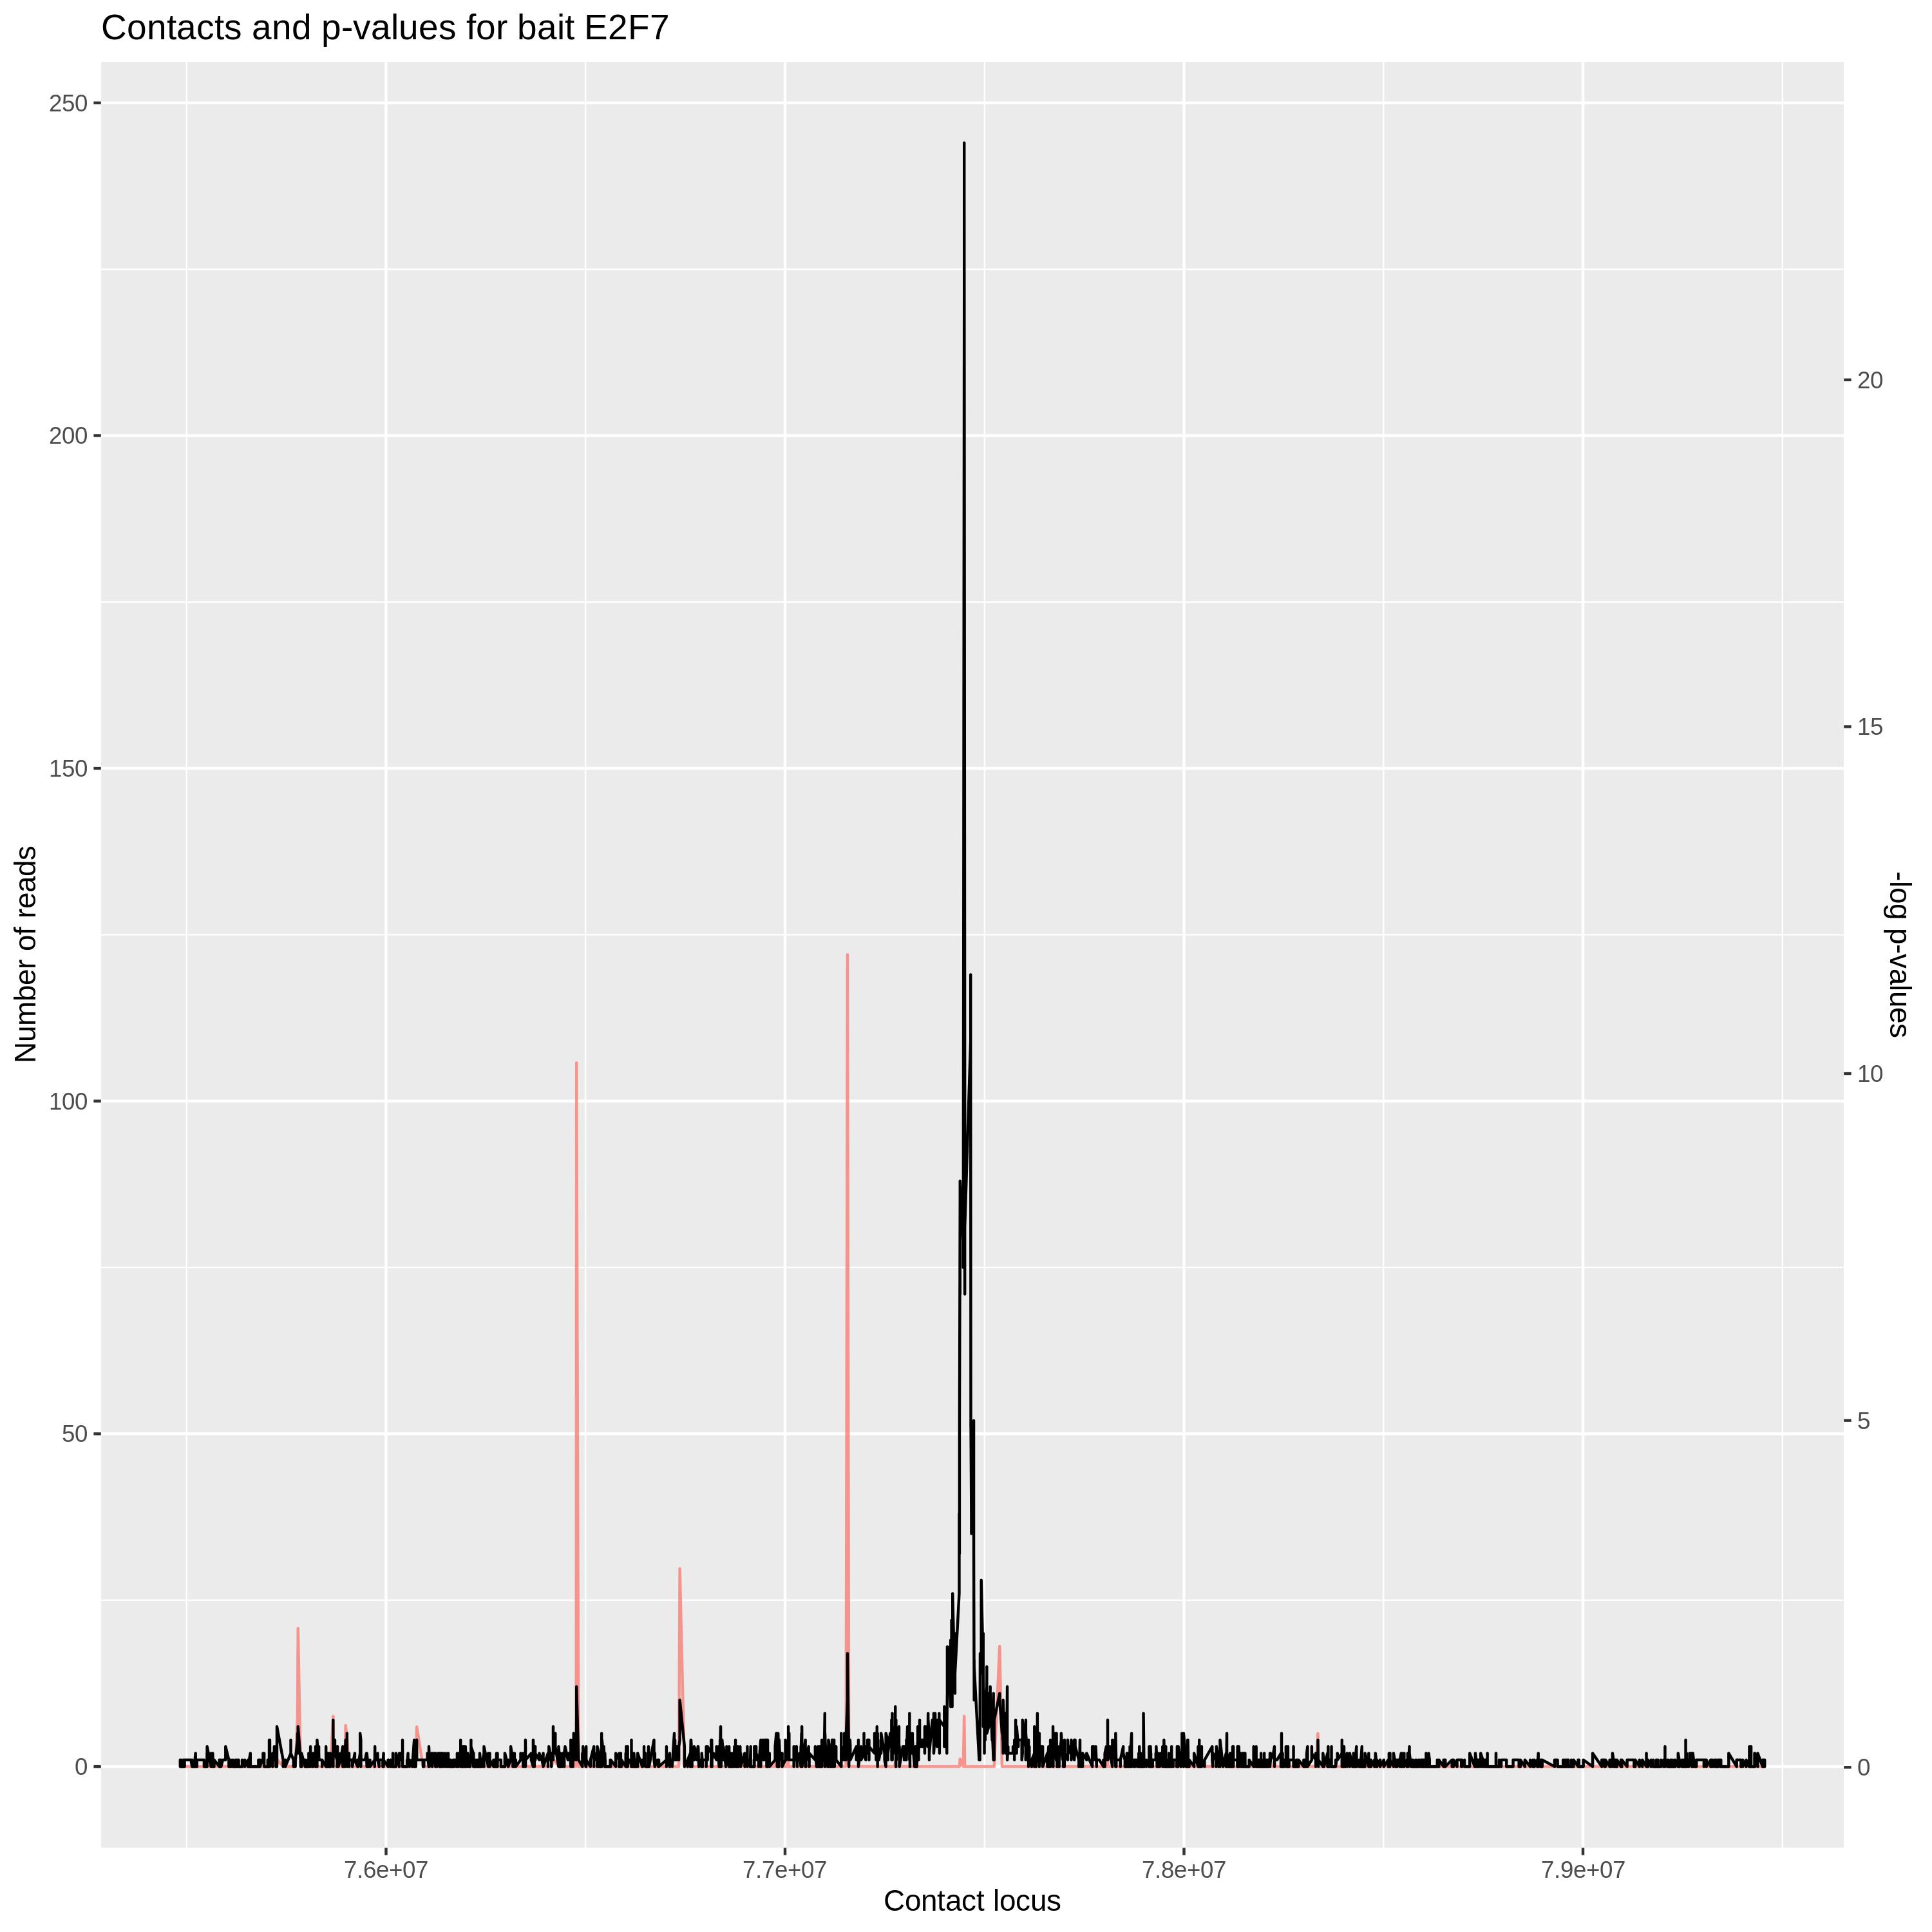 Contacts and p-values for bait E2F7
250
200
150
100
50
0
Number of reads
20
15
10
5
0
-log p-values
7.6e+07
7.7e+07
7.8e+07
7.9e+07
Contact locus